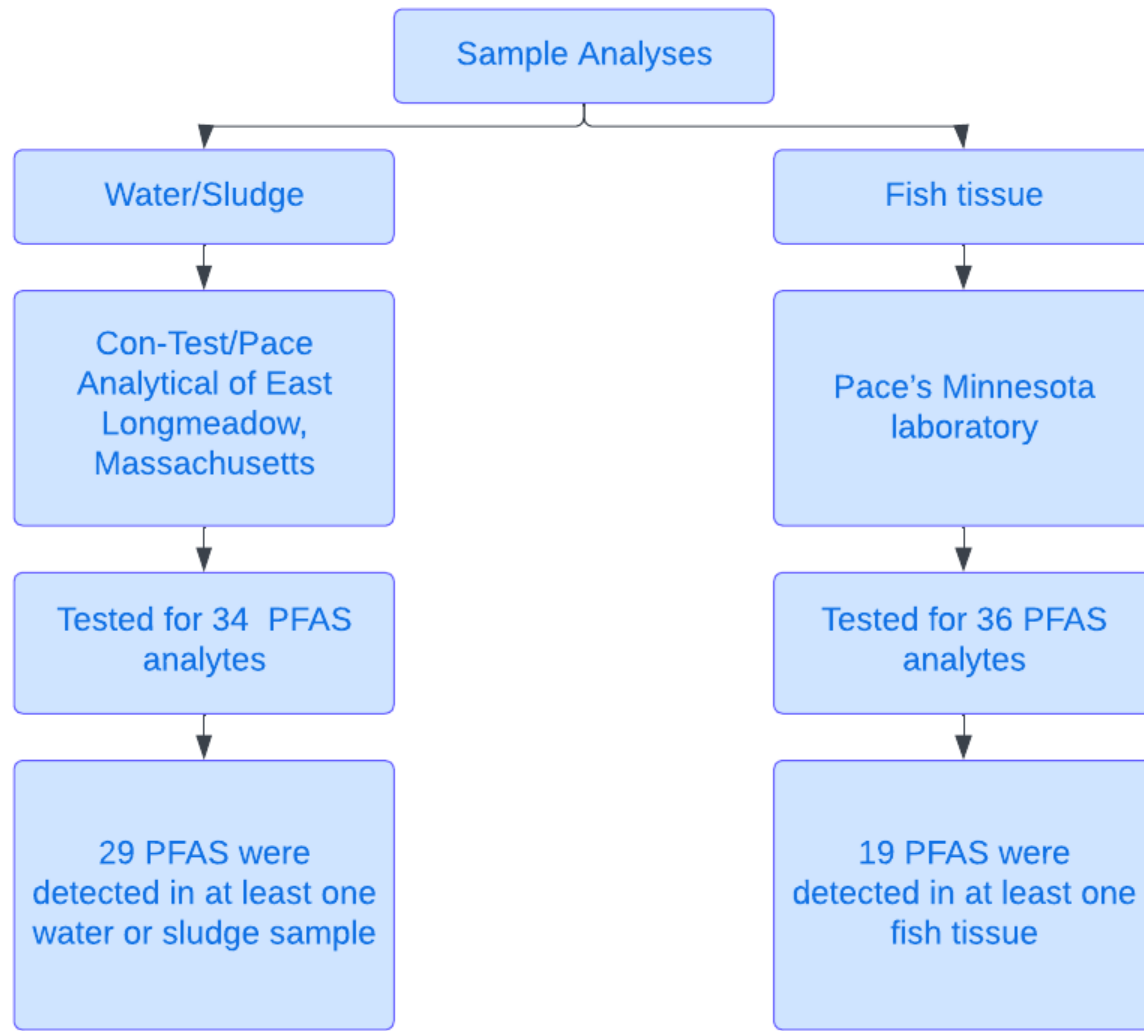 Sample Analyses
Water/Sludge
Fish tissue
Con-Test/Pace
Analytical of East
Longmeadow,
Massachusetts
Pace’s Minnesota
laboratory
Tested for 34  PFAS
analytes
Tested for 36 PFAS
analytes
29 PFAS were
detected in at least one
water or sludge sample
19 PFAS were
detected in at least one
fish tissue